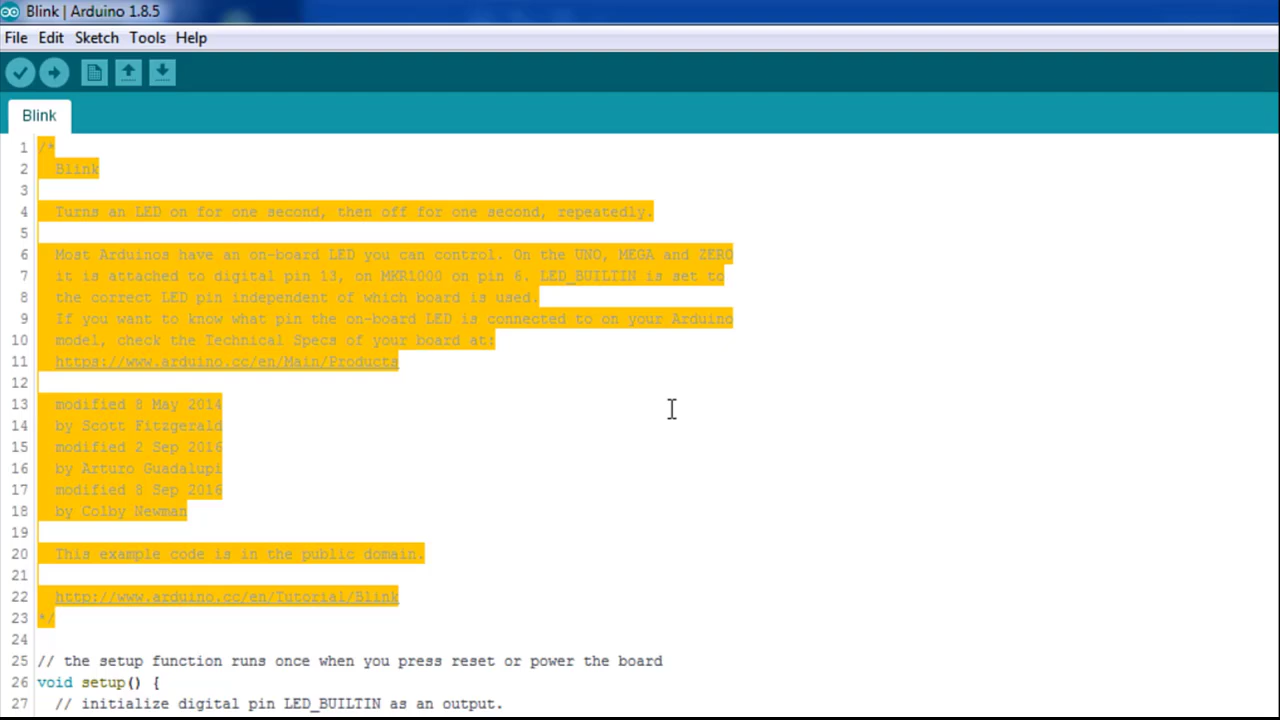 Blink | Arduino 1.8.5
File Edit Sketch Tools Help
Blink
1 /*
2 Blink
3
4 Turns an LED on for one second, then off for one second, repeatedly.
5
6 Most Arduinos have an on-board LED you can control. On the UNO, MEGA and ZERO
7 it is attached to digital pin 13, on MKR1000 on pin 6. LED_BUILTIN is set to
8 the correct LED pin independent of which board is used.
9 If you want to know what pin the on-board LED is connected to on your Arduino
10 model, check the Technical Specs of your board at:
11 https://www.arduino.cc/en/Main/Products
12
13 modified 8 May 2014
14 by Scott Fitzgerald
15 modified 2 Sep 2016
16 by Arturo Guadalupi
17 modified 8 Sep 2016
18 by Colby Newman
19
20 This example code is in the public domain.
21
22 http://www.arduino.cc/en/Tutorial/Blink
23 */
24
25 // the setup function runs once when you press reset or power the board
26 void setup() {
27 // initialize digital pin LED_BUILTIN as an output.